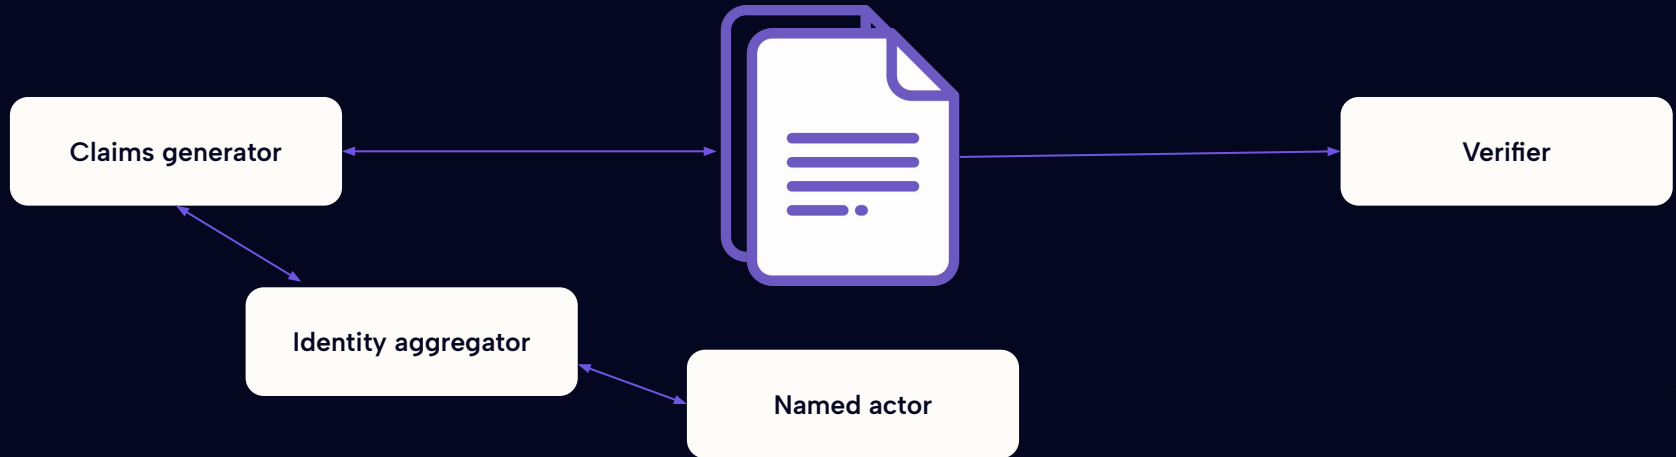 Claims generator
Verifier
Identity aggregator
Named actor